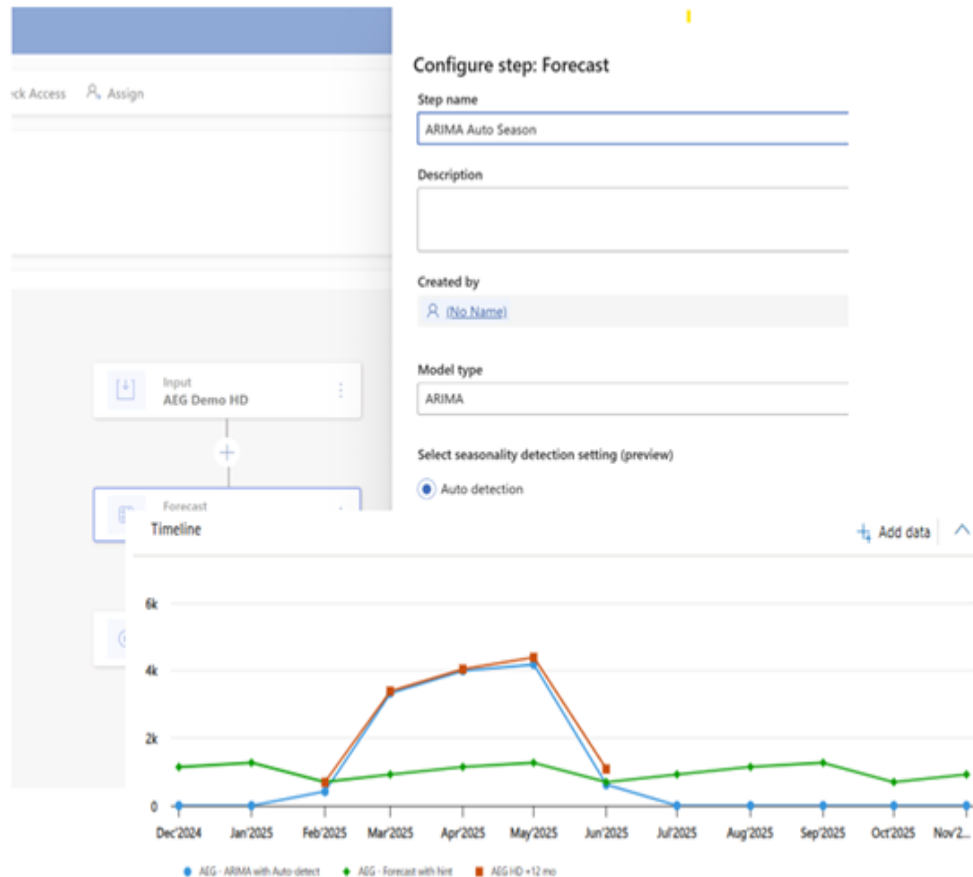 Configure step: Forecast
Step name
ck Access
Assign
ARIMA Auto Season
Description
Created by
(No Name)
Input
AEG Demo HD
Model type
ARIMA
Select seasonality detection setting (preview)
Auto detection
Forecast
Timeline
Add data
6k
4k
2k
0
Dec'2024 Jan'2025 Feb'2025 Mar'2025 Apr'2025 May'2025 Jun'2025 Jul'2025 Aug'2025 Sep'2025 Oct'2025 Nov'2...
AEG - ARIMA with Auto detect AEG - Forecast with hint AEG HD +12 mo